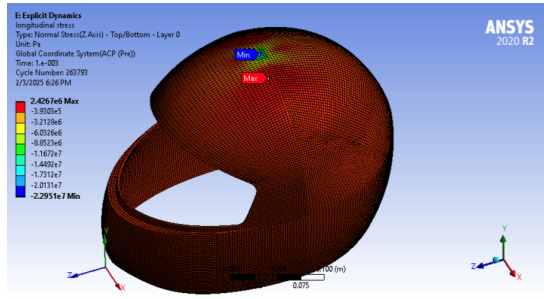 E: Explicit Dynamics
longitudinal stress
Type: Normal Stress(Z Axis) - Top/Bottom - Layer 0
Unit: Pa
Global Coordinate System(ACP (Pre))
Time: 1.e-003
Cycle Number: 263793
2/3/2025 6:26 PM
2.4267e6 Max
-3.9303e5
-3.2128e6
-6.0326e6
-8.8523e6
-1.1672e7
-1.4492e7
-1.7312e7
-2.0131e7
-2.2951e7 Min
ANSYS
2020 R2
Min
Max
Y
Z
X
0.100 (m)
0.075
Y
Z
X